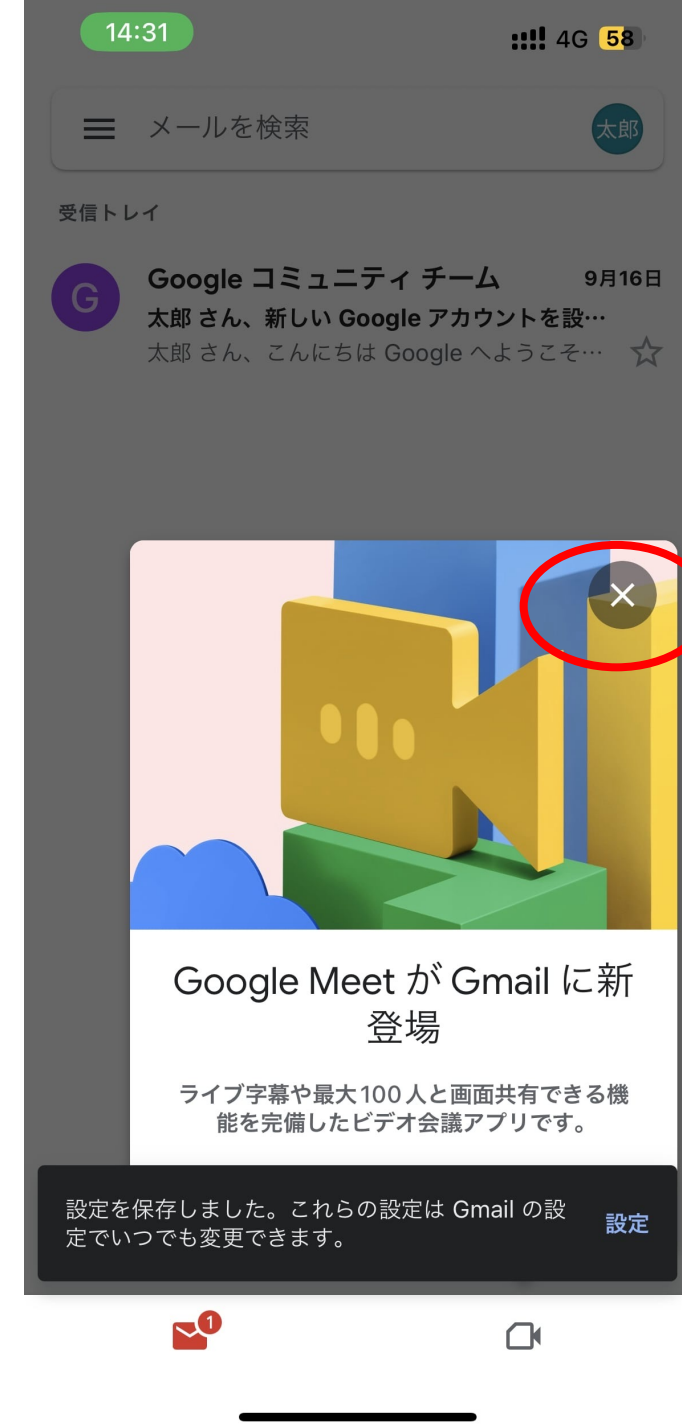 14:31
4G 58
メールを検索
太郎
受信トレイ
G
Google コミュニティ チーム 9月16日
太郎 さん、新しい Google アカウントを設…
太郎 さん、こんにちは Google へようこそ…
Google Meet が Gmail に新
登場
ライブ字幕や最大100人と画面共有できる機
能を完備したビデオ会議アプリです。
設定を保存しました。これらの設定は Gmail の設
定でいつでも変更できます。
設定
1